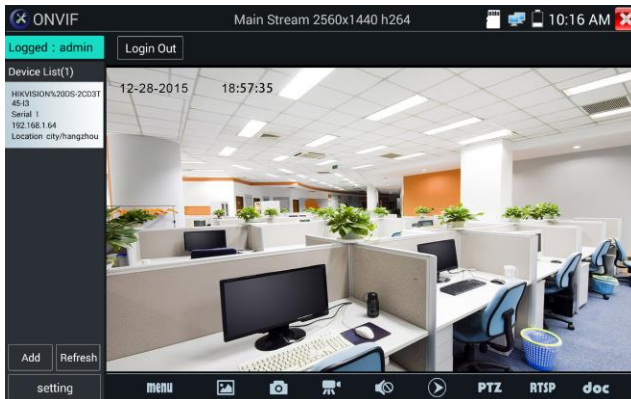 ONVIF
Main Stream 2560x1440 h264
10:16 AM
Logged : admin
Login Out
Device List(1)
HIKVISION%20DS-2CD3T
45-I3
Serial 1
192.168.1.64
Location city/hangzhou
12-28-2015 18:57:35
Add
Refresh
setting
menu
PTZ
RTSP
doc